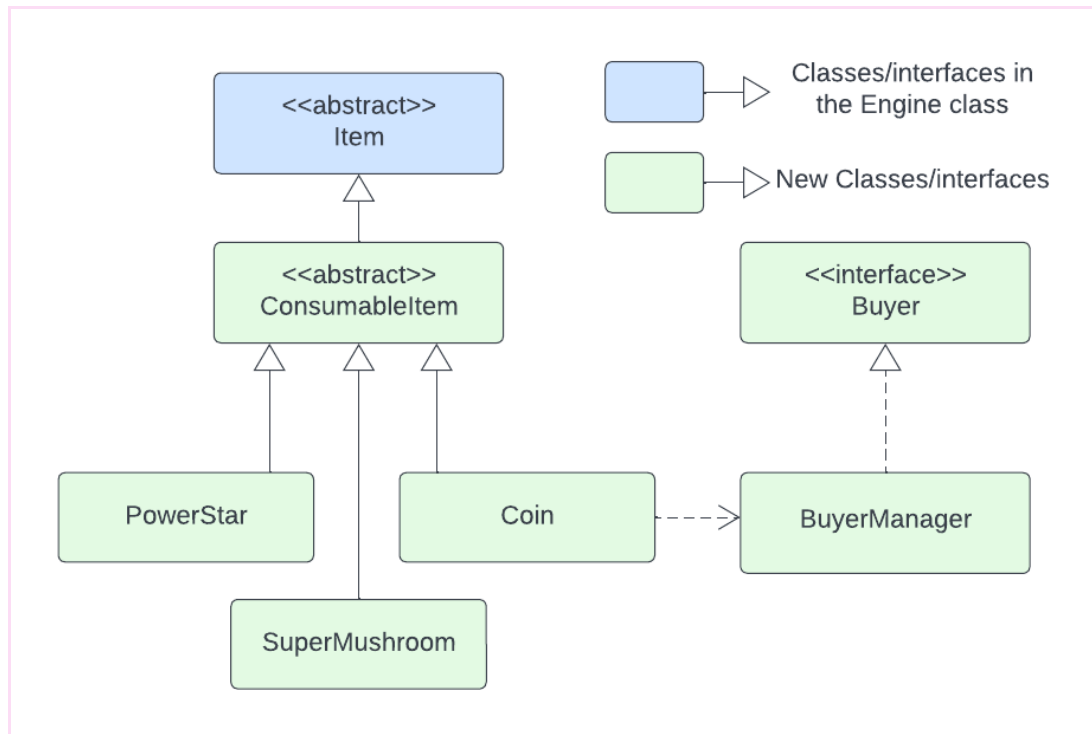 <<abstract>>
Item
Classes/interfaces in
the Engine class
New Classes/interfaces
<<abstract>>
ConsumableItem
<<interface>>
Buyer
PowerStar
Coin
BuyerManager
SuperMushroom